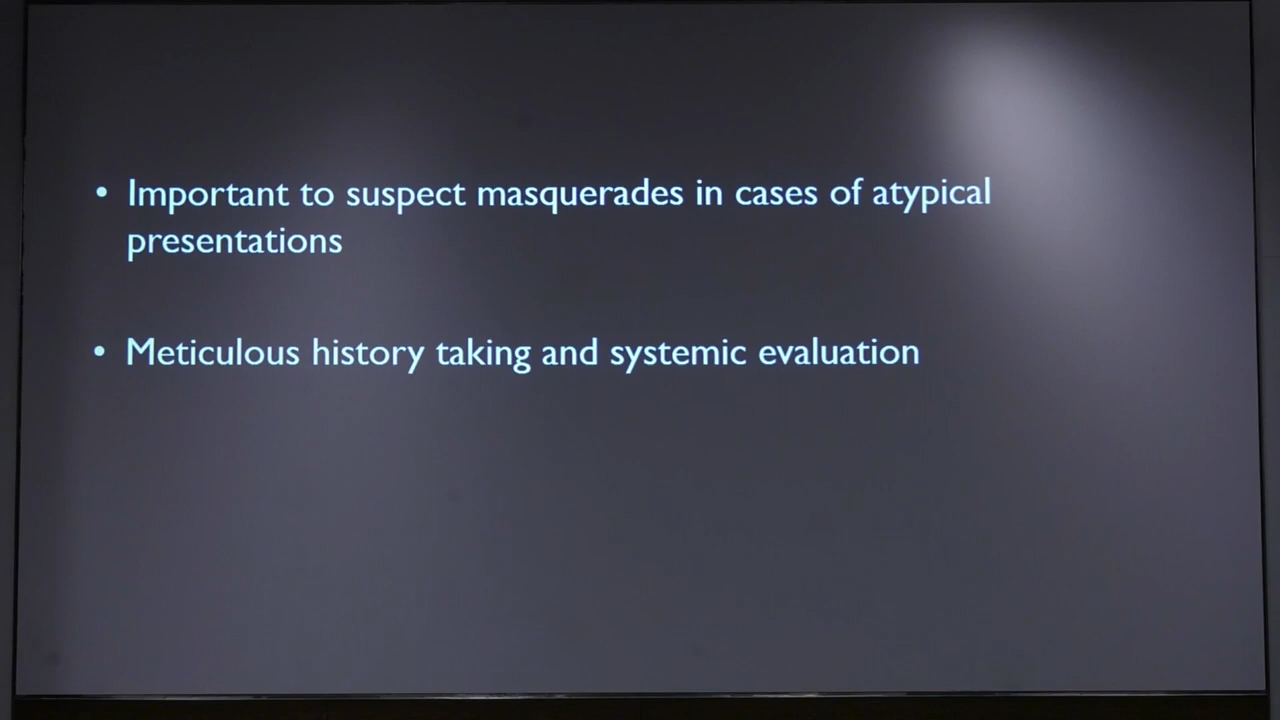 • Important to suspect masquerades in cases of atypical
presentations
• Meticulous history taking and systemic evaluation